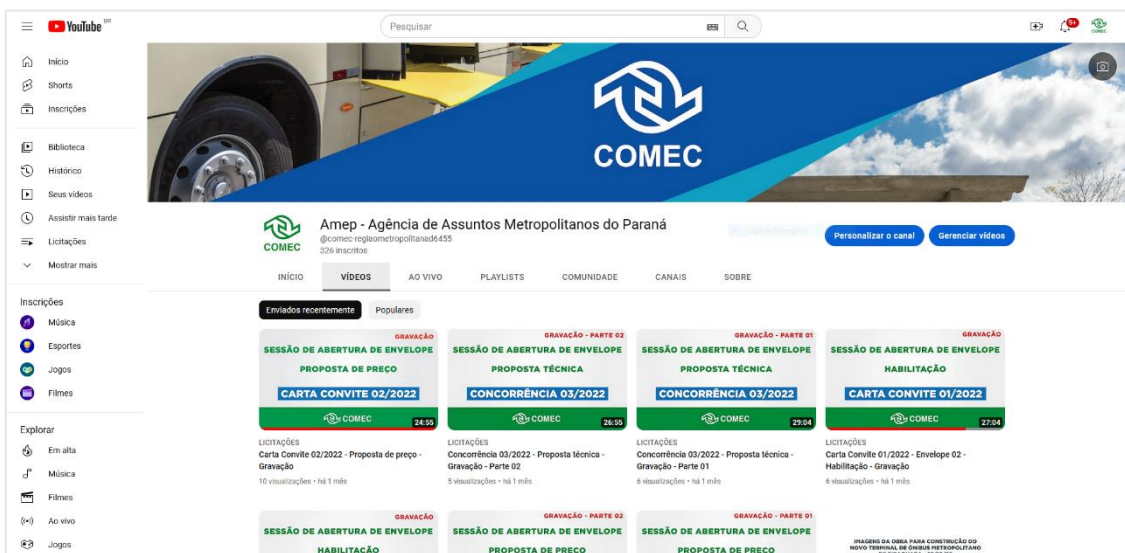 YouTube BR
Pesquisar
9+
COMEC
Início
Shorts
Inscrições
Biblioteca
Histórico
Seus vídeos
Assistir mais tarde
Licitações
Mostrar mais
Inscrições
Música
Esportes
Jogos
Filmes
Explorar
Em alta
Música
Filmes
Ao vivo
Jogos
COMEC
COMEC
Amep - Agência de Assuntos Metropolitanos do Paraná
@comec-regiaometropolitanad6455
326 inscritos
Personalizar o canal
Gerenciar vídeos
INÍCIO VÍDEOS AO VIVO PLAYLISTS COMUNIDADE CANAIS SOBRE
Enviados recentemente Populares
GRAVAÇÃO
SESSÃO DE ABERTURA DE ENVELOPE
PROPOSTA DE PREÇO
CARTA CONVITE 02/2022
COMEC
24:55
LICITAÇÕES
Carta Convite 02/2022 - Proposta de preço -
Gravação
10 visualizações • há 1 mês
GRAVAÇÃO - PARTE 02
SESSÃO DE ABERTURA DE ENVELOPE
PROPOSTA TÉCNICA
CONCORRÊNCIA 03/2022
COMEC
26:55
LICITAÇÕES
Concorrência 03/2022 - Proposta técnica -
Gravação - Parte 02
5 visualizações • há 1 mês
GRAVAÇÃO - PARTE 01
SESSÃO DE ABERTURA DE ENVELOPE
PROPOSTA TÉCNICA
CONCORRÊNCIA 03/2022
COMEC
29:04
LICITAÇÕES
Concorrência 03/2022 - Proposta técnica -
Gravação - Parte 01
6 visualizações • há 1 mês
GRAVAÇÃO
SESSÃO DE ABERTURA DE ENVELOPE
HABILITAÇÃO
CARTA CONVITE 01/2022
COMEC
27:04
LICITAÇÕES
Carta Convite 01/2022 - Envelope 02 -
Habilitação - Gravação
6 visualizações • há 1 mês
GRAVAÇÃO
SESSÃO DE ABERTURA DE ENVELOPE
HABILITAÇÃO
GRAVAÇÃO - PARTE 02
SESSÃO DE ABERTURA DE ENVELOPE
PROPOSTA DE PREÇO
GRAVAÇÃO - PARTE 01
SESSÃO DE ABERTURA DE ENVELOPE
PROPOSTA DE PREÇO
IMAGENS DA OBRA PARA CONSTRUÇÃO DO
NOVO TERMINAL DE ÔNIBUS METROPOLITANO